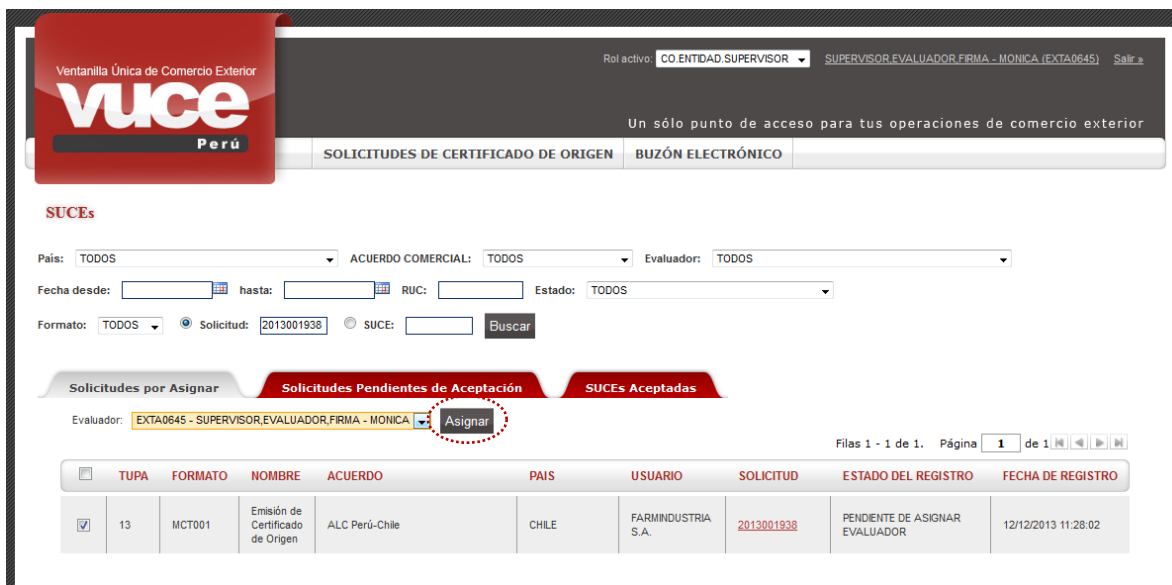 Rol activo: CO.ENTIDAD.SUPERVISOR SUPERVISOR,EVALUADOR,FIRMA - MONICA (EXTA0645) Salir »
Ventanilla Única de Comercio Exterior
vuce
Perú
Un sólo punto de acceso para tus operaciones de comercio exterior
SOLICITUDES DE CERTIFICADO DE ORIGEN BUZÓN ELECTRÓNICO
SUCEs
Pais: TODOS ACUERDO COMERCIAL: TODOS Evaluador: TODOS
Fecha desde: hasta: RUC: Estado: TODOS
Formato: TODOS Solicitud: 2013001938 SUCE: Buscar
Solicitudes por Asignar Solicitudes Pendientes de Aceptación SUCEs Aceptadas
Evaluador: EXTA0645 - SUPERVISOR,EVALUADOR,FIRMA - MONICA Asignar
Filas 1 - 1 de 1. Página 1 de 1
TUPA FORMATO NOMBRE ACUERDO PAIS USUARIO SOLICITUD ESTADO DEL REGISTRO FECHA DE REGISTRO
13 MCT001 Emisión de Certificado de Origen ALC Perú-Chile CHILE FARMINDUSTRIA S.A. 2013001938 PENDIENTE DE ASIGNAR EVALUADOR 12/12/2013 11:28:02